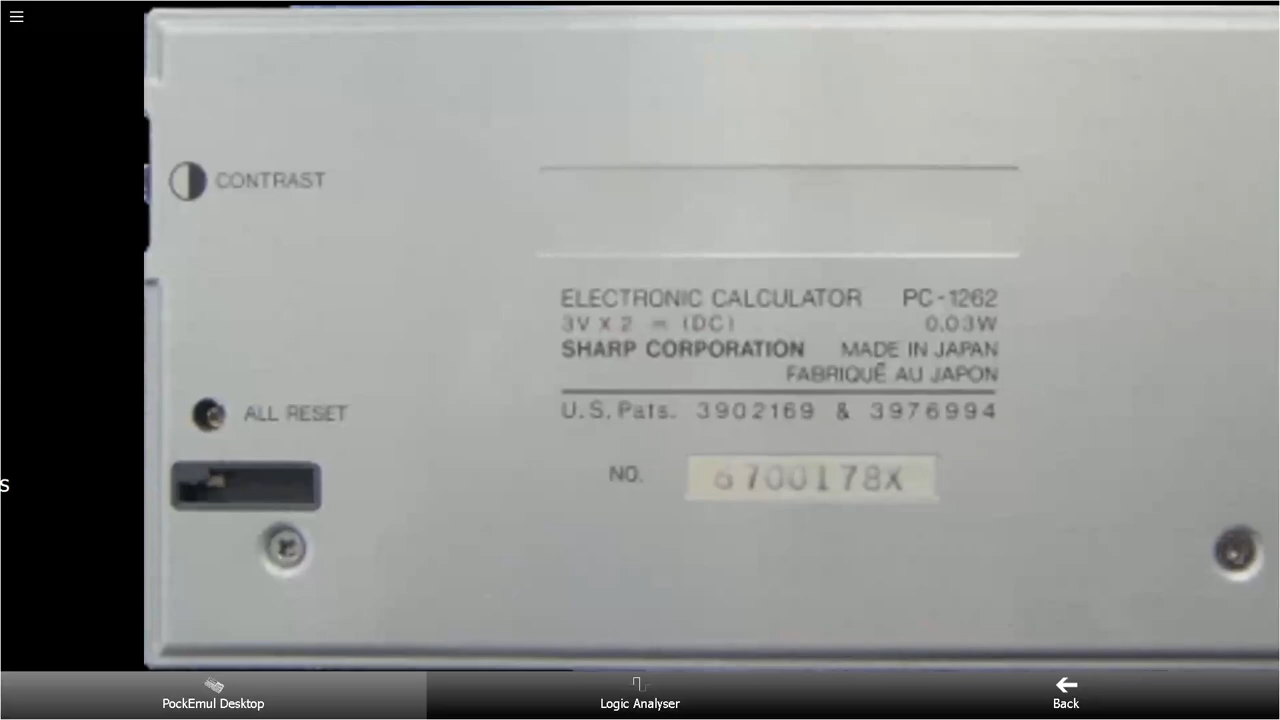 CONTRAST
ELECTRONIC CALCULATOR PC-1262
3V X 2 ⎓ (DC) 0.03W
SHARP CORPORATION MADE IN JAPAN
FABRIQUÉ AU JAPON
U.S. Pats. 3902169 & 3976994
ALL RESET
NO. 6700178X
s
PockEmul Desktop
Logic Analyser
Back